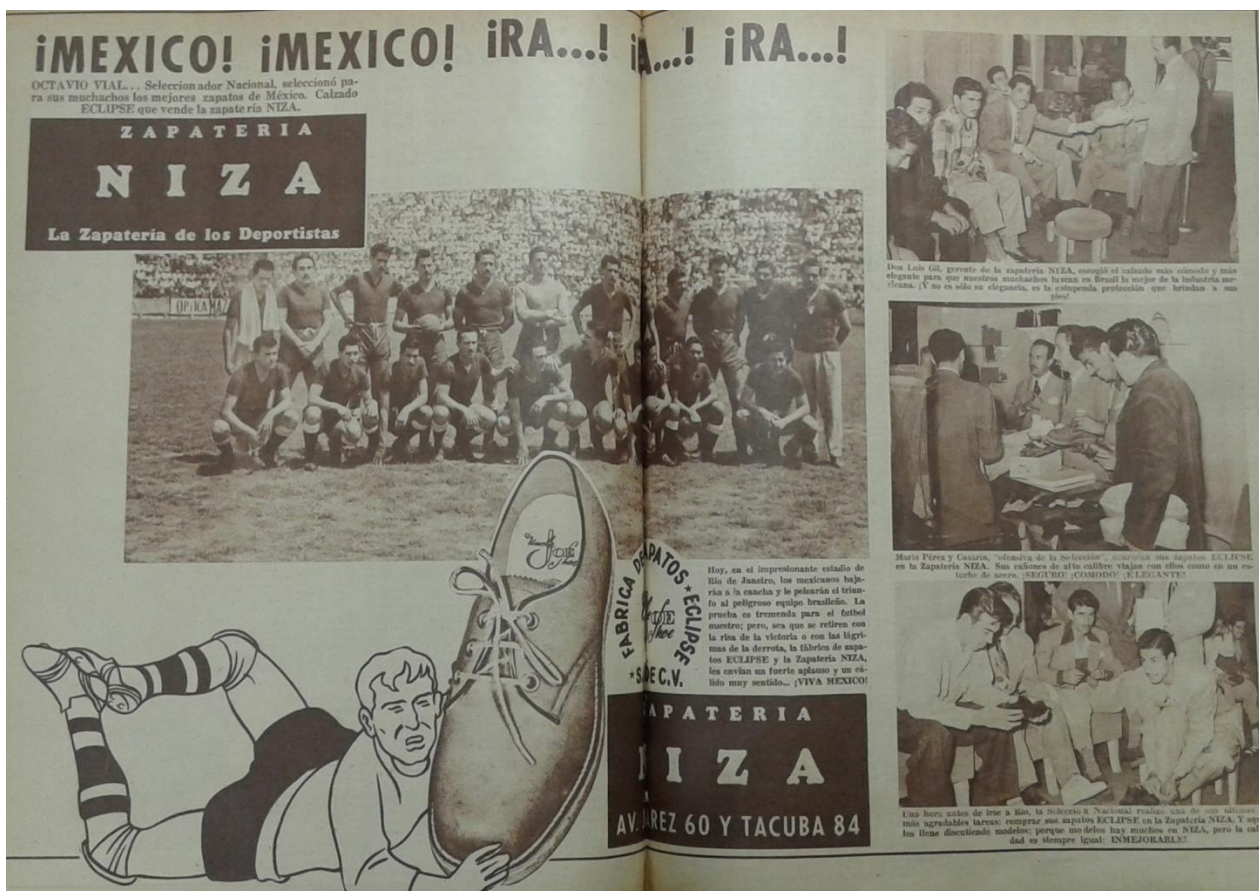 ¡MEXICO! ¡MEXICO! ¡RA...! ¡RA...! ¡RA...!
OCTAVIO VIAL... Seleccionador Nacional, seleccionó pa-
ra sus muchachos los mejores zapatos de México. Calzado
ECLIPSE que vende la zapatería NIZA.
ZAPATERIA
NIZA
La Zapatería de los Deportistas
OPTICA MAZ
Don Luis Gil, gerente de la zapatería NIZA, escogió el calzado más cómodo y más
elegante para que nuestros muchachos luzcan en Brasil lo mejor de la industria me-
xicana. ¡Y no es sólo su elegancia, es la estupenda protección que brindan a sus
pies!
Mario Pérez y Casarín, "ofensiva de la Selección", acarician sus zapatos ECLIPSE
en la Zapatería NIZA. Sus cañones de alto calibre viajan con ellos como en un es-
tuche de acero. ¡SEGURO! ¡COMODO! ¡ELEGANTE!
JOE
Shoe
FABRICA DE ZAPATOS ★ ECLIPSE
★ S. DE C.V.
Shoe
Hoy, en el impresionante estadio de
Río de Janeiro, los mexicanos baja-
rán a la cancha y le pelearán el triun-
fo al peligroso equipo brasileño. La
prueba es tremenda para el futbol
nuestro; pero, sea que se retiren con
la risa de la victoria o con las lágri-
mas de la derrota, la fábrica de zapa-
tos ECLIPSE y la Zapatería NIZA,
les envían un fuerte aplauso y un cá-
lido muy sentido... ¡VIVA MEXICO!
ZAPATERIA
NIZA
AV. JUAREZ 60 Y TACUBA 84
Una hora antes de irse a Río, la Selección Nacional realizó una de sus últimas
más agradables tareas: comprar sus zapatos ECLIPSE en la Zapatería NIZA. Y aquí
los tiene discutiendo modelos; porque modelos hay muchos en NIZA, pero la cali-
dad es siempre igual: INMEJORABLE!